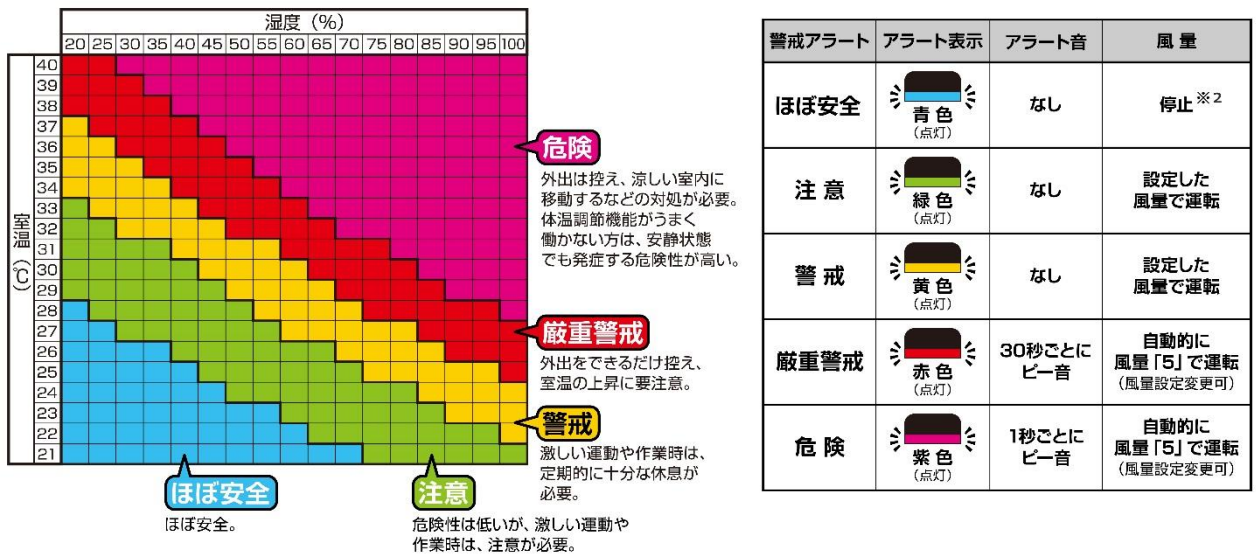 湿度（%）
20 25 30 35 40 45 50 55 60 65 70 75 80 85 90 95 100
室温（℃）
40
39
38
37
36
35
34
33
32
31
30
29
28
27
26
25
24
23
22
21
危険
外出は控え、涼しい室内に
移動するなどの対処が必要。
体温調節機能がうまく
働かない方は、安静状態
でも発症する危険性が高い。
厳重警戒
外出をできるだけ控え、
室温の上昇に要注意。
警戒
激しい運動や作業時は、
定期的に十分な休息が
必要。
注意
危険性は低いが、激しい運動や
作業時は、注意が必要。
ほぼ安全
ほぼ安全。
警戒アラート アラート表示 アラート音 風量
ほぼ安全 青色 なし 停止※2
(点灯)
注意 緑色 なし 設定した
(点灯) 風量で運転
警戒 黄色 なし 設定した
(点灯) 風量で運転
厳重警戒 赤色 30秒ごとに 自動的に
(点灯) ピー音 風量「5」で運転
(風量設定変更可)
危険 紫色 1秒ごとに 自動的に
(点灯) ピー音 風量「5」で運転
(風量設定変更可)